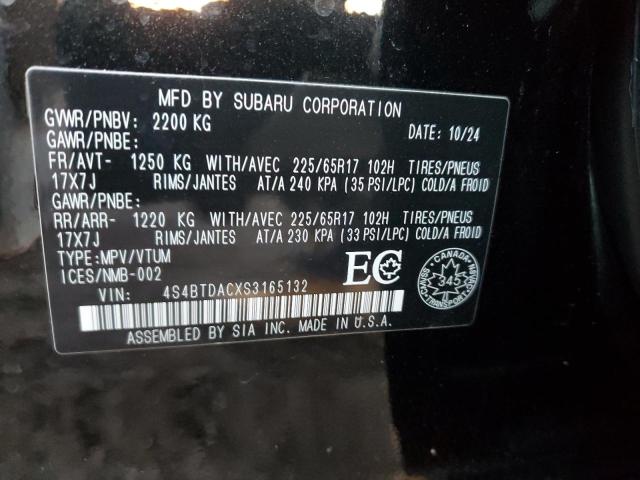 MFD BY SUBARU CORPORATION
GVWR/PNBV: 2200 KG DATE: 10/24
GAWR/PNBE:
FR/AVT- 1250 KG WITH/AVEC 225/65R17 102H TIRES/PNEUS
17X7J RIMS/JANTES AT/A 240 KPA (35 PSI/LPC) COLD/A FROID
GAWR/PNBE:
RR/ARR- 1220 KG WITH/AVEC 225/65R17 102H TIRES/PNEUS
17X7J RIMS/JANTES AT/A 230 KPA (33 PSI/LPC) COLD/A FROID
TYPE:MPV/VTUM
ICES/NMB-002
EC
CANADA
345
TRANSPORT
VIN: 4S4BTDACXS3165132
ASSEMBLED BY SIA INC. MADE IN U.S.A.